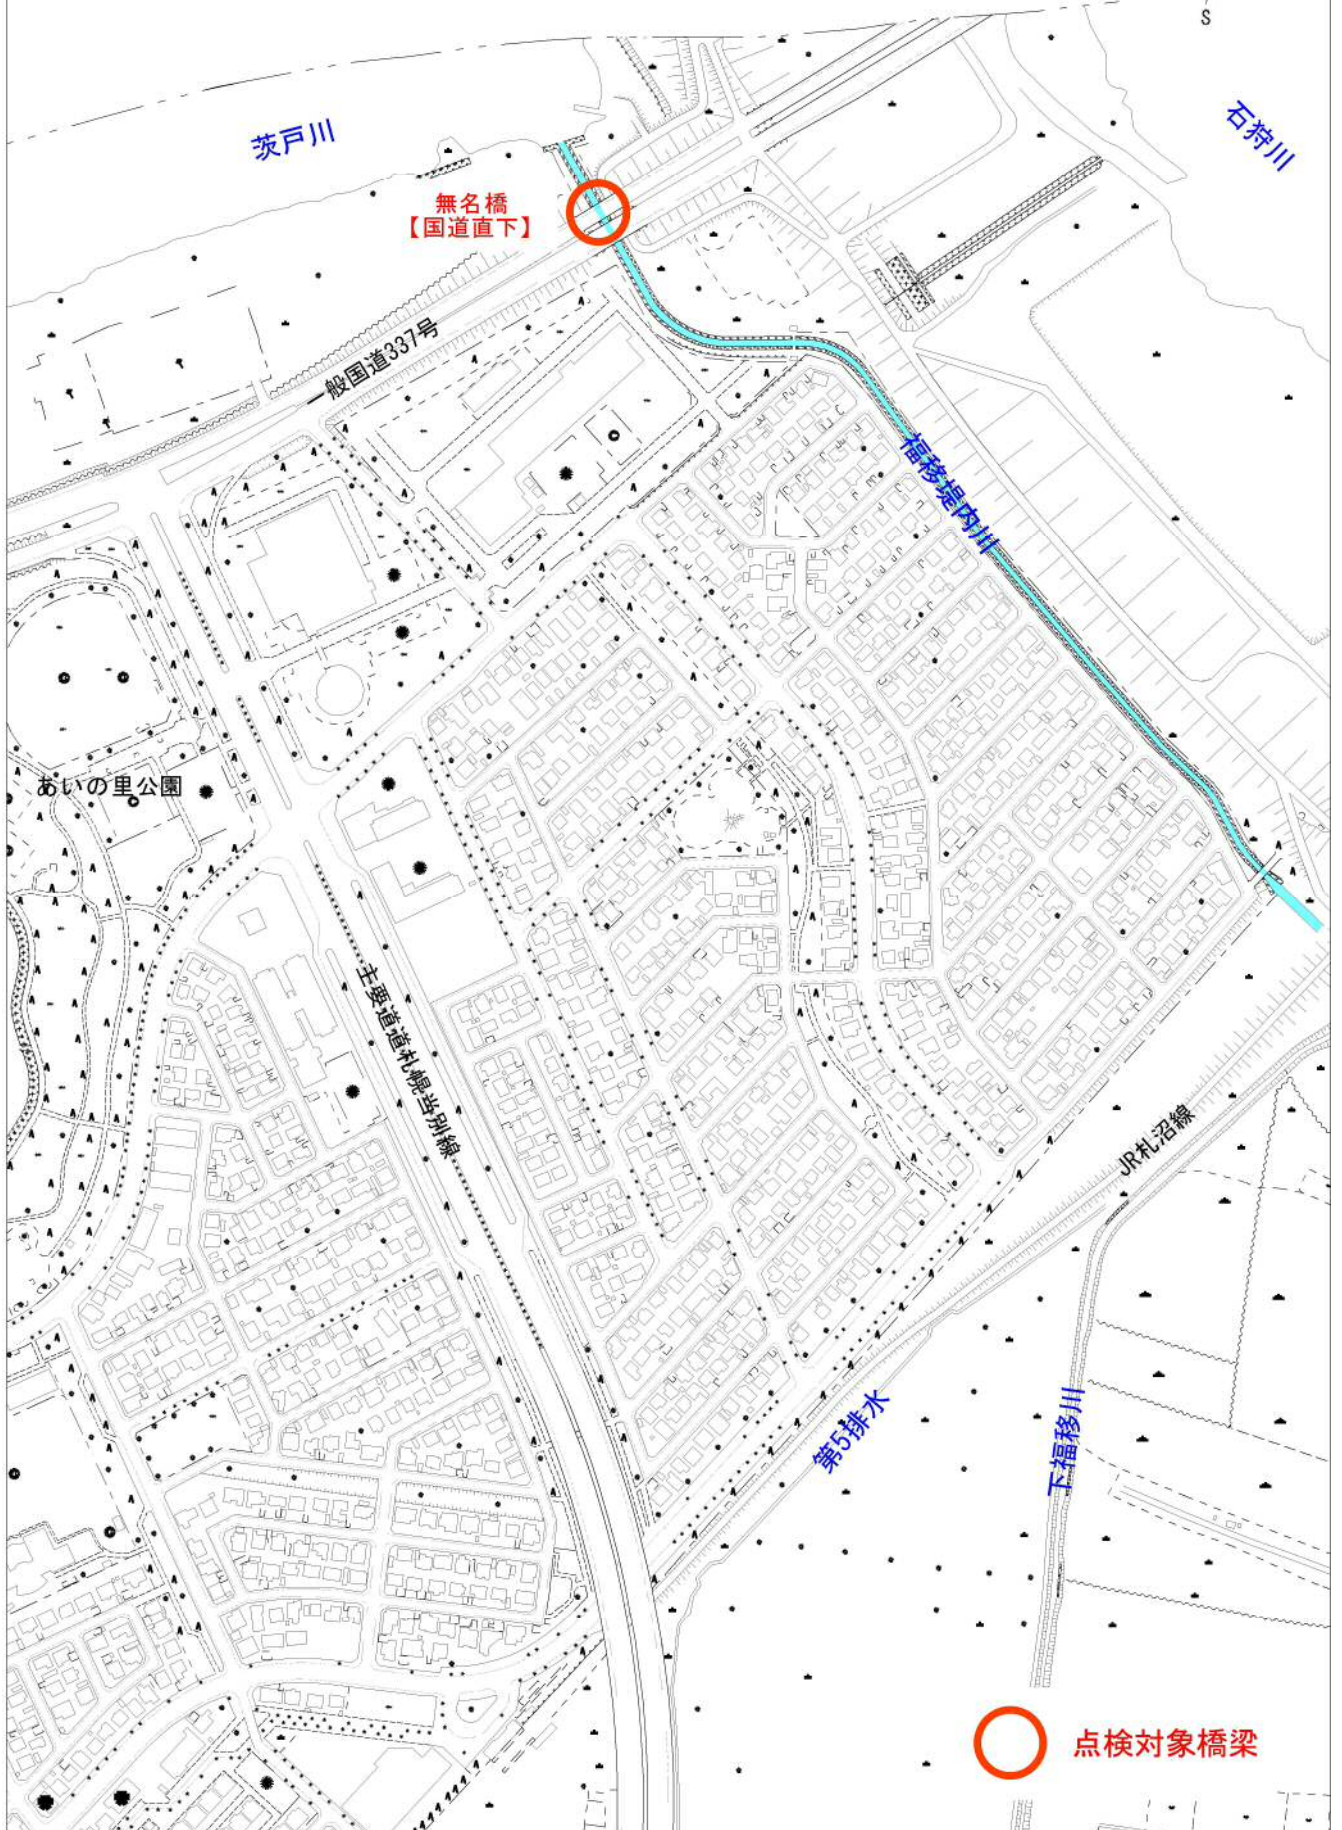 S
茨戸川
石狩川
無名橋
【国道直下】
一般国道337号
福移堤内川
あいの里公園
主要道道札幌当別線
JR札沼線
第5排水
下福移川
点検対象橋梁